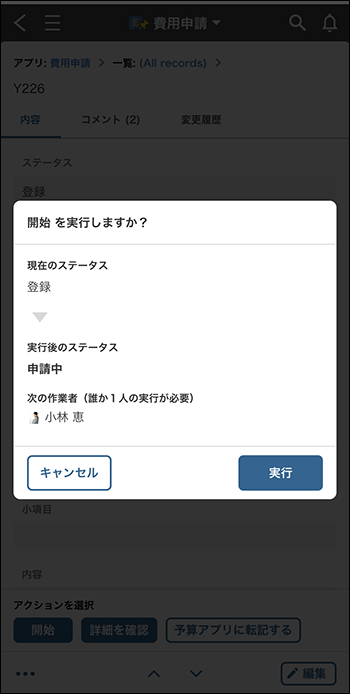 費用申請
アプリ: 費用申請 > 一覧: (All records) >
Y226
内容 コメント (2) 変更履歴
ステータス
登録
開始 を実行しますか？
現在のステータス
登録
実行後のステータス
申請中
次の作業者（誰か１人の実行が必要）
小林 恵
キャンセル 実行
小項目
内容
アクションを選択
開始 詳細を確認 予算アプリに転記する
編集